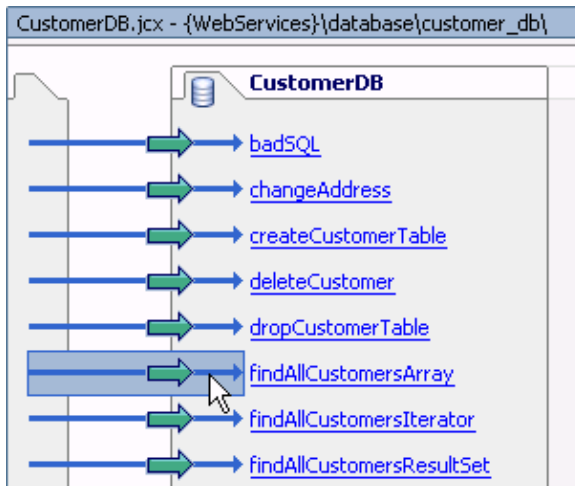 CustomerDB.jcx - {WebServices}\database\customer_db\
CustomerDB
badSQL
changeAddress
createCustomerTable
deleteCustomer
dropCustomerTable
findAllCustomersArray
findAllCustomersIterator
findAllCustomersResultSet